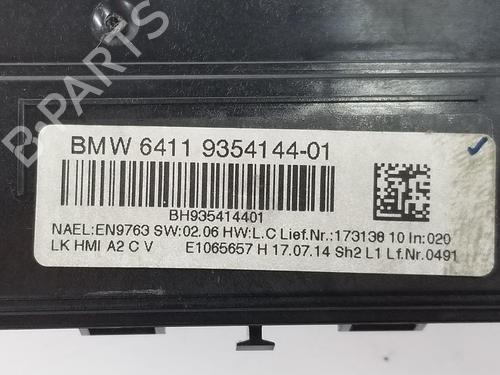 B-PARTS
BMW 6411 9354144-01
BH935414401
NAEL:EN9763 SW:02.06 HW:L.C Lief.Nr.:173138 10 In:020
LK HMI A2 C V E1065657 H 17.07.14 Sh2 L1 Lf.Nr.0491